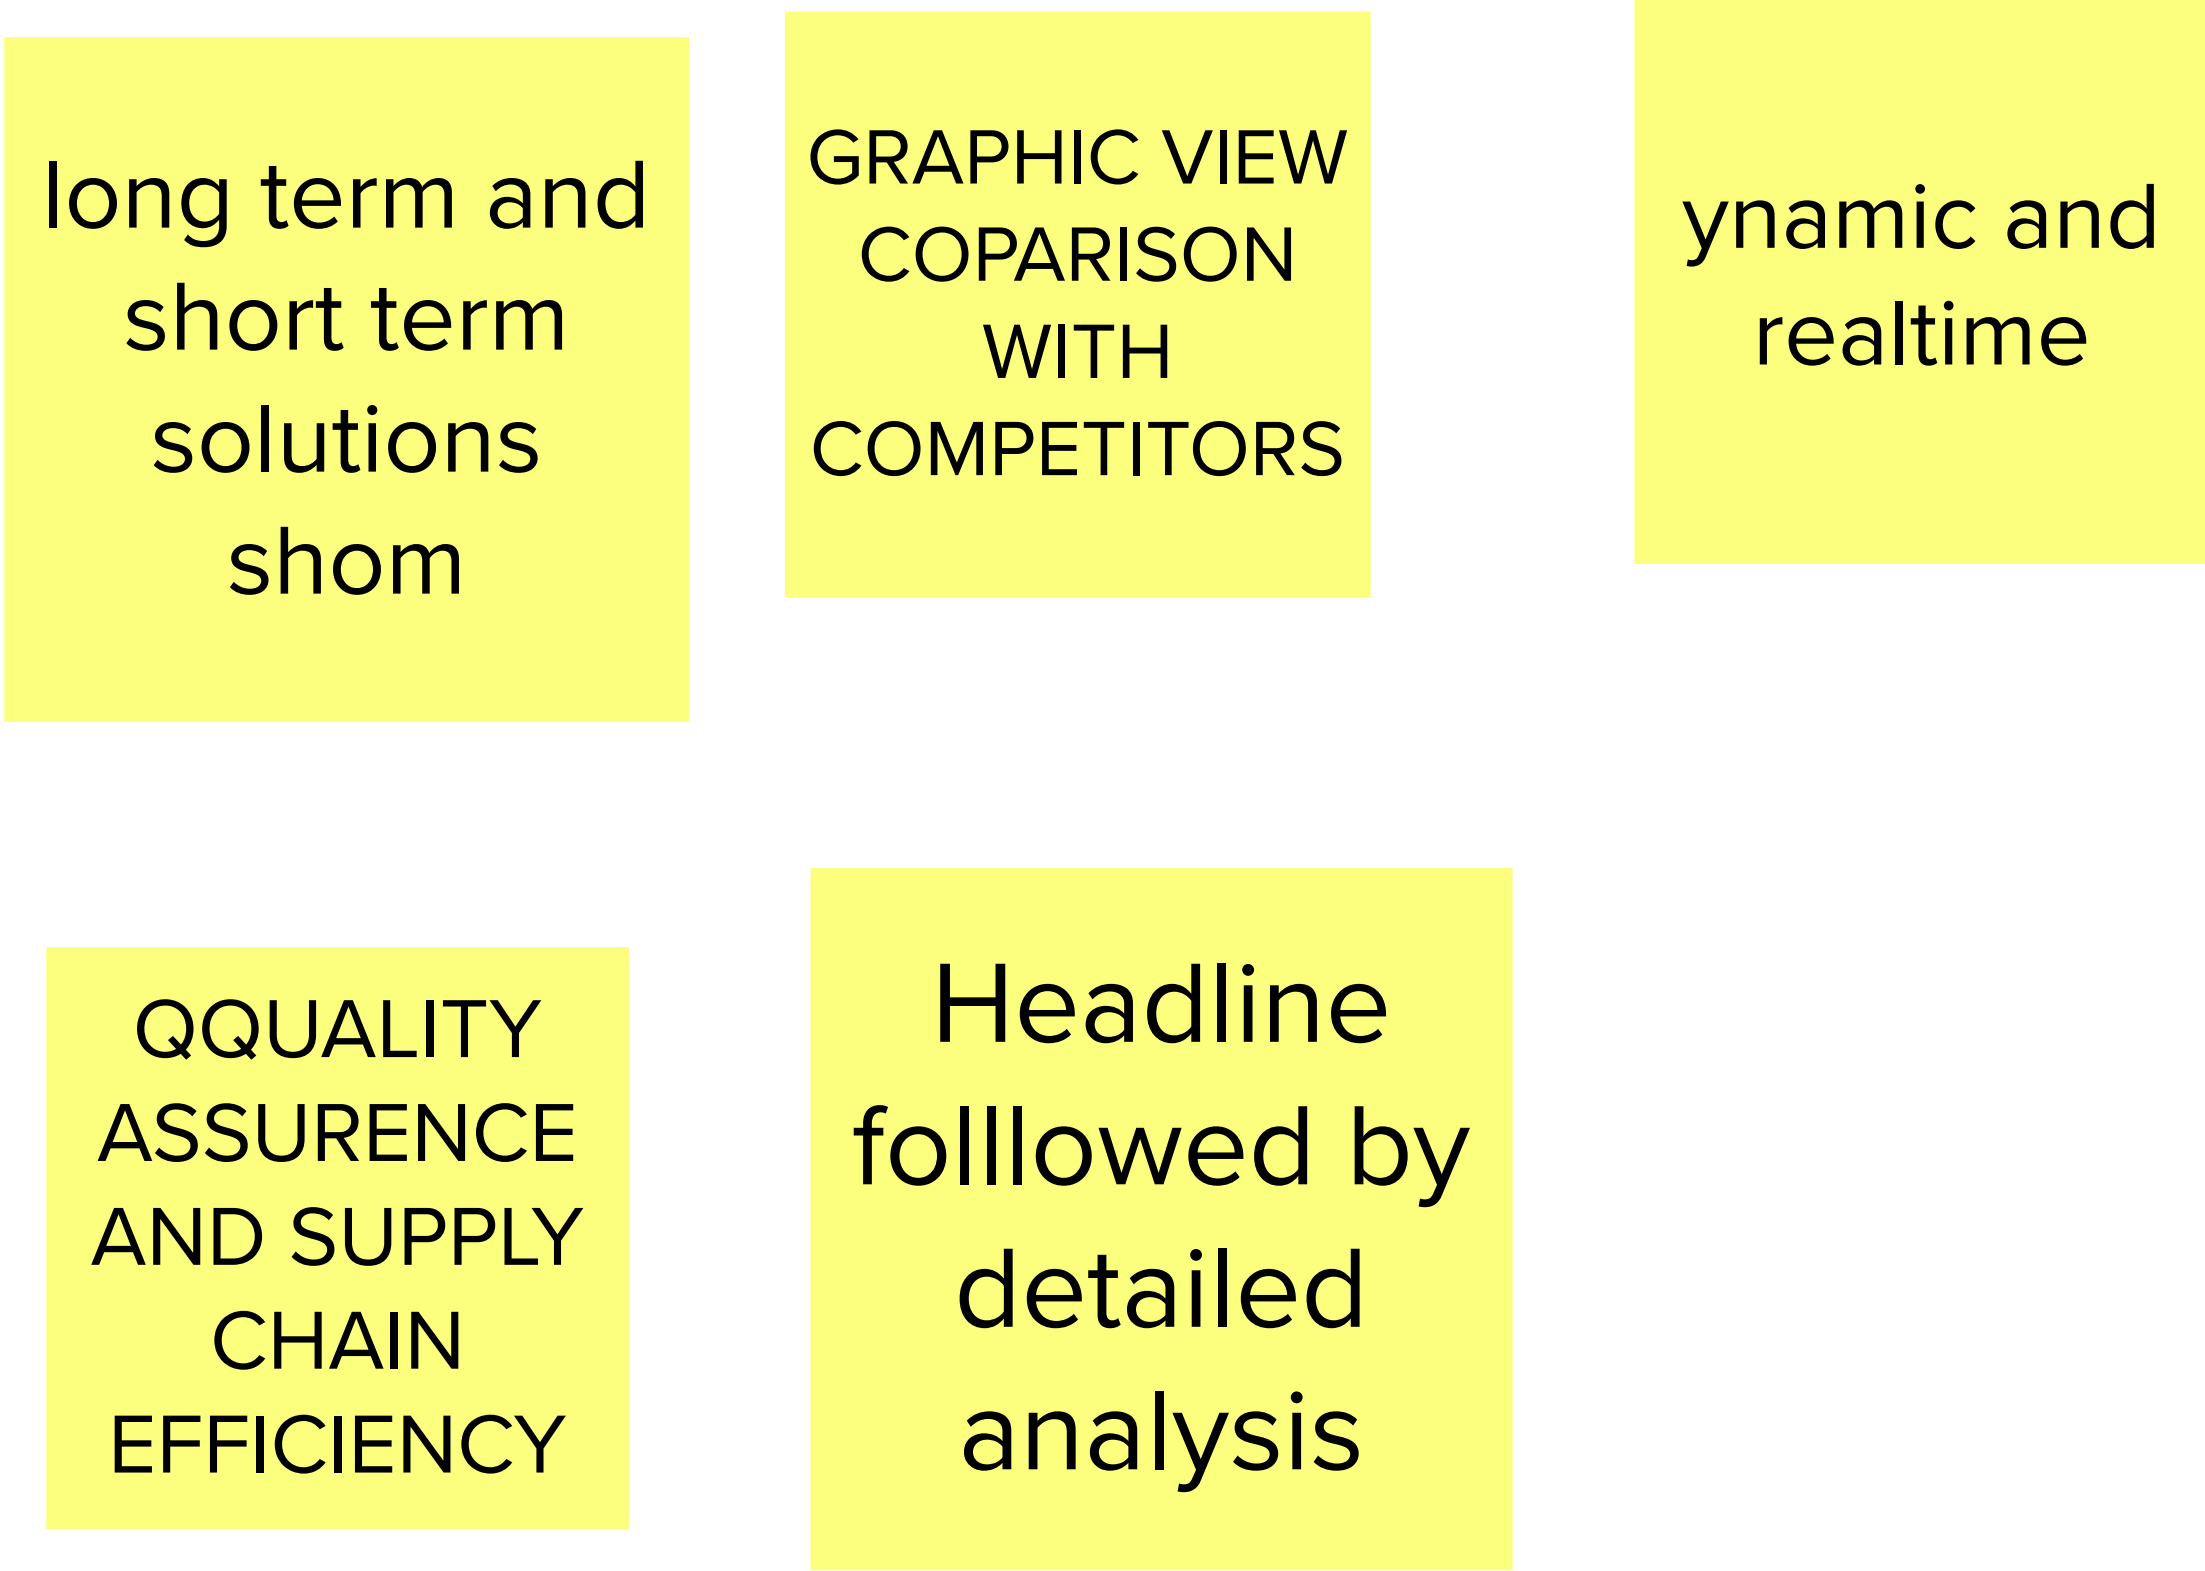 long term and
short term
solutions
shom
GRAPHIC VIEW
COPARISON
WITH
COMPETITORS
ynamic and
realtime
QQUALITY
ASSURENCE
AND SUPPLY
CHAIN
EFFICIENCY
Headline
folllowed by
detailed
analysis